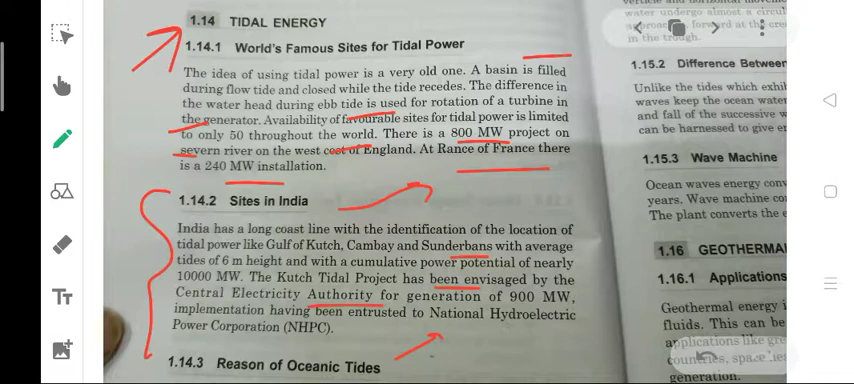 1.14 TIDAL ENERGY
1.14.1 World's Famous Sites for Tidal Power
The idea of using tidal power is a very old one. A basin is filled
during flow tide and closed while the tide recedes. The difference in
the water head during ebb tide is used for rotation of a turbine in
the generator. Availability of favourable sites for tidal power is limited
to only 50 throughout the world. There is a 800 MW project on
severn river on the west cost of England. At Rance of France there
is a 240 MW installation.
1.14.2 Sites in India
India has a long coast line with the identification of the location of
tidal power like Gulf of Kutch, Cambay and Sunderbans with average
tides of 6 m height and with a cumulative power potential of nearly
10000 MW. The Kutch Tidal Project has been envisaged by the
Central Electricity Authority for generation of 900 MW,
implementation having been entrusted to National Hydroelectric
Power Corporation (NHPC).
1.14.3 Reason of Oceanic Tides
water undergo almost a circul
forward at the cre
in the trough.
1.15.2 Difference Between
Unlike the tides which exhi
waves keep the ocean water
and fall of the successive w
can be harnessed to give er
1.15.3 Wave Machine
Ocean waves energy conv
years. Wave machine co
The plant converts the e
1.16 GEOTHERMA
1.16.1 Applications
Geothermal energy i
fluids. This can be
applications like gre
countries, space
generation.
Tt